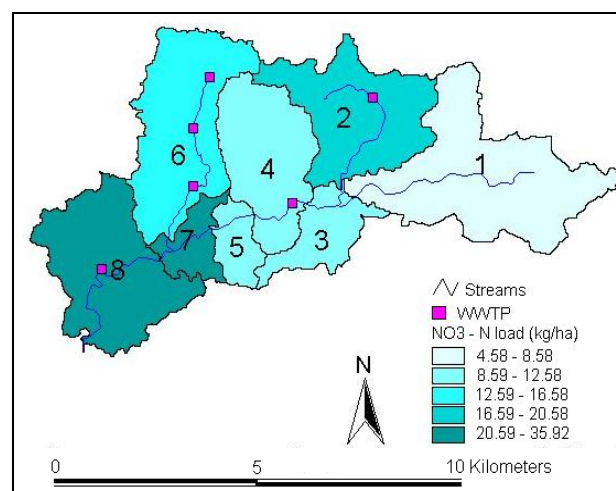 6
2
4
1
7
5
3
8
Streams
WWTP
NO3 - N load (kg/ha)
4.58 - 8.58
8.59 - 12.58
12.59 - 16.58
16.59 - 20.58
20.59 - 35.92
N
0 5 10 Kilometers